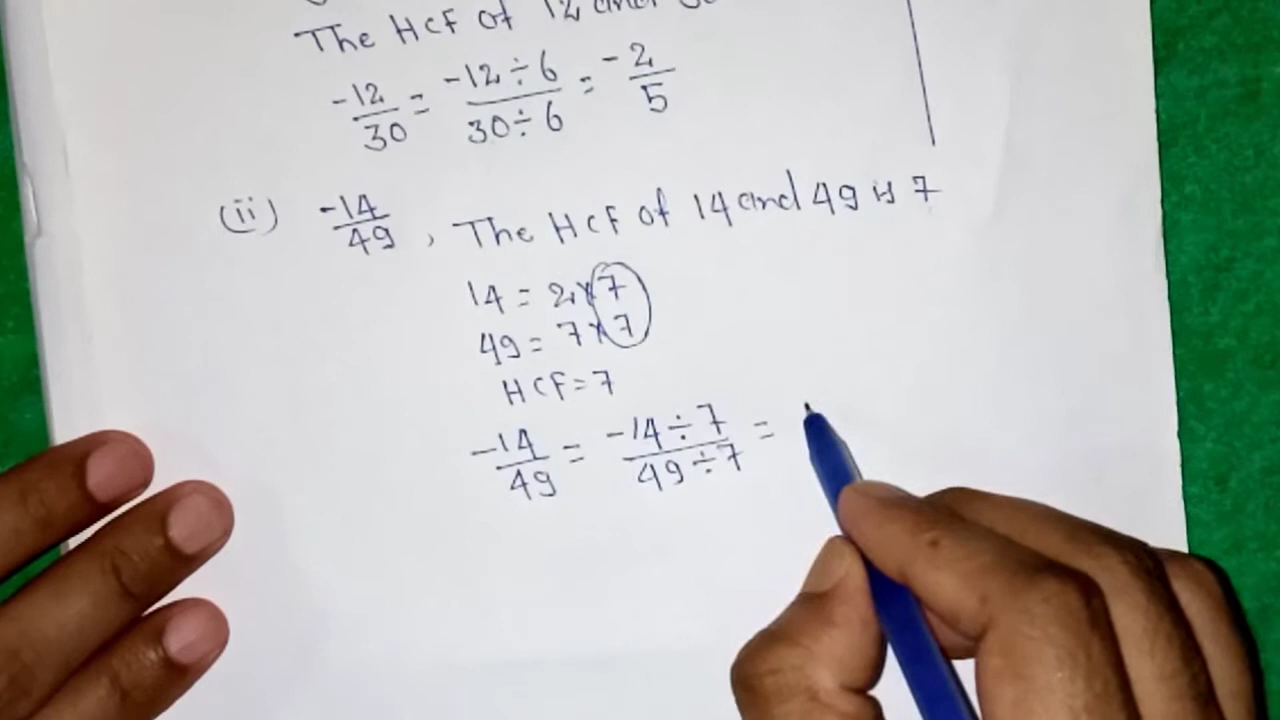 The HCF of 12 and
-12/30 = -12÷6/30÷6 = -2/5
(ii) -14/49, The HCF of 14 and 49 is 7
14 = 2×7
49 = 7×7
HCF=7
-14/49 = -14÷7/49÷7 =